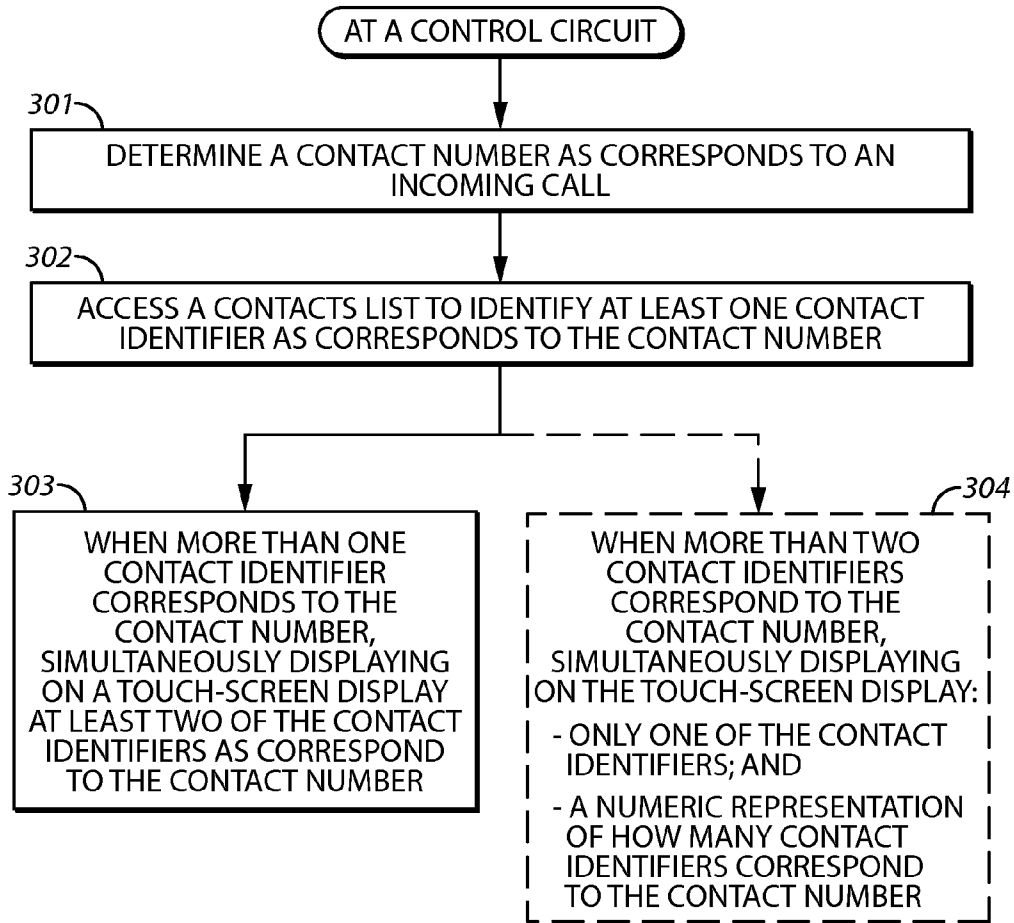 AT A CONTROL CIRCUIT
301
DETERMINE A CONTACT NUMBER AS CORRESPONDS TO AN
INCOMING CALL
302
ACCESS A CONTACTS LIST TO IDENTIFY AT LEAST ONE CONTACT
IDENTIFIER AS CORRESPONDS TO THE CONTACT NUMBER
303
WHEN MORE THAN ONE
CONTACT IDENTIFIER
CORRESPONDS TO THE
CONTACT NUMBER,
SIMULTANEOUSLY DISPLAYING
ON A TOUCH-SCREEN DISPLAY
AT LEAST TWO OF THE CONTACT
IDENTIFIERS AS CORRESPOND
TO THE CONTACT NUMBER
304
WHEN MORE THAN TWO
CONTACT IDENTIFIERS
CORRESPOND TO THE
CONTACT NUMBER,
SIMULTANEOUSLY DISPLAYING
ON THE TOUCH-SCREEN DISPLAY:
- ONLY ONE OF THE CONTACT
IDENTIFIERS; AND
- A NUMERIC REPRESENTATION
OF HOW MANY CONTACT
IDENTIFIERS CORRESPOND
TO THE CONTACT NUMBER